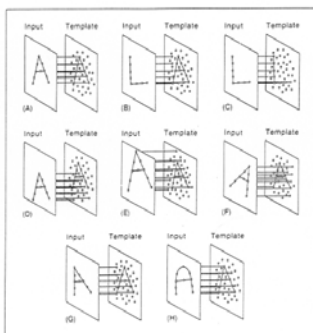 Input Template Input Template Input Template
A L L
(A) (B) (C)
Input Template Input Template Input Template
A A A
(D) (E) (F)
Input Template Input Template
A A
(G) (H)